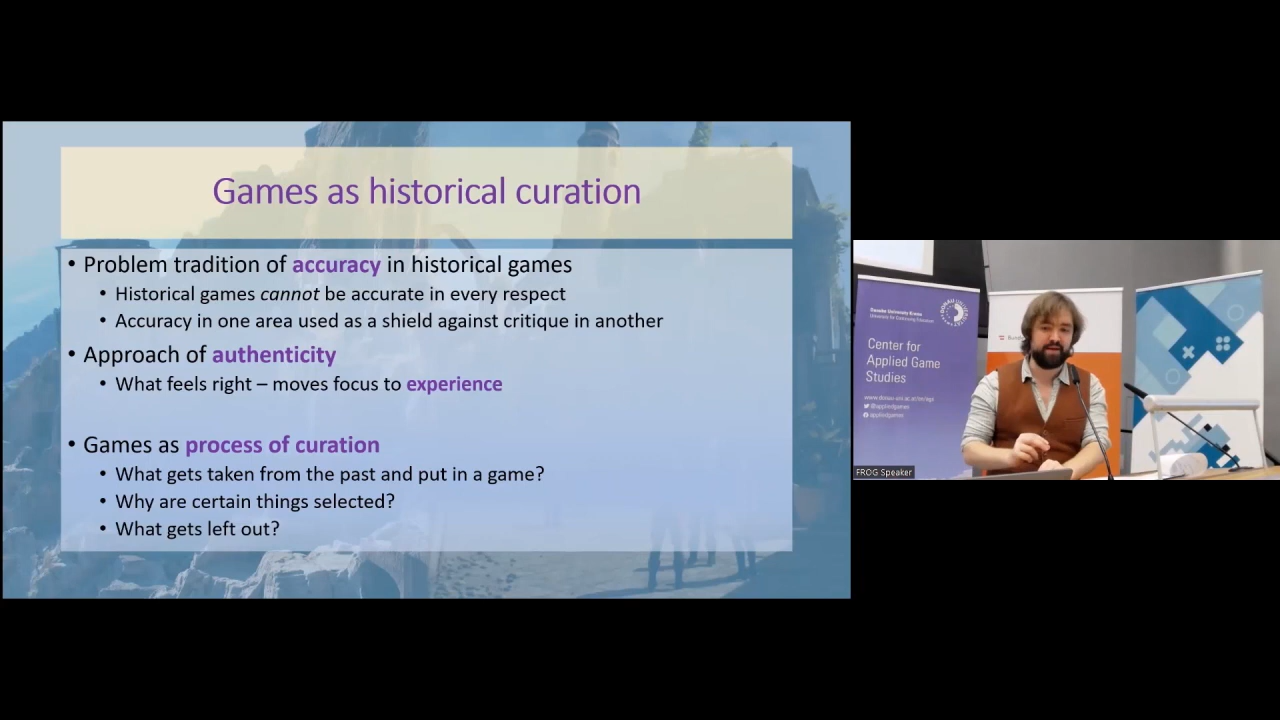 Games as historical curation
• Problem tradition of accuracy in historical games
• Historical games cannot be accurate in every respect
• Accuracy in one area used as a shield against critique in another
• Approach of authenticity
• What feels right – moves focus to experience
• Games as process of curation
• What gets taken from the past and put in a game?
• Why are certain things selected?
• What gets left out?
Center for
Applied Game
Studies
FROG Speaker